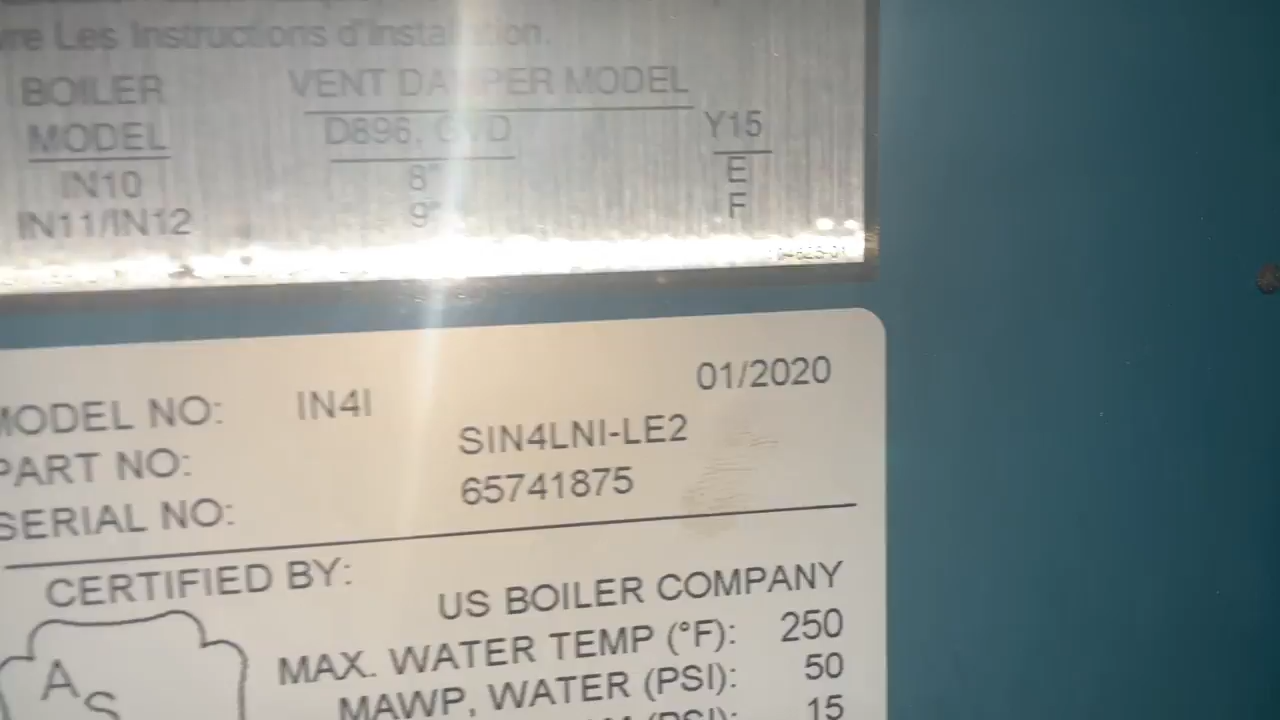 Les Instructions d'Installation.
BOILER VENT DAMPER MODEL
MODEL D896, GVD Y15
IN10 8" E
IN11/IN12 9" F
MODEL NO: IN4I 01/2020
PART NO: SIN4LNI-LE2
SERIAL NO: 65741875
CERTIFIED BY:
US BOILER COMPANY
MAX. WATER TEMP (°F): 250
MAWP, WATER (PSI): 50
(PSI): 15
A
S